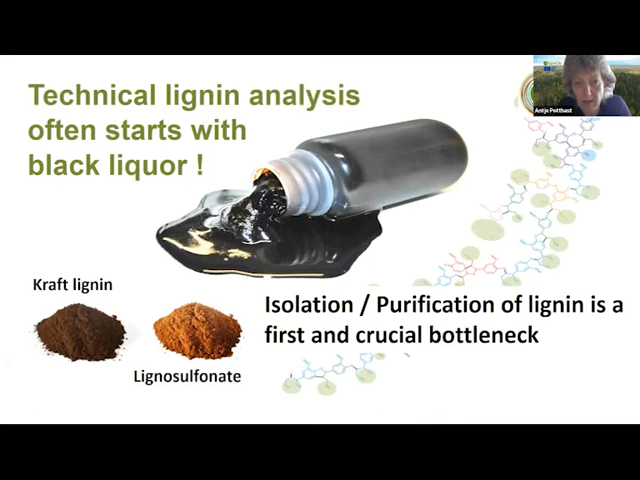 Technical lignin analysis
often starts with
black liquor !
Antje Potthast
Kraft lignin
Lignosulfonate
Isolation / Purification of lignin is a
first and crucial bottleneck